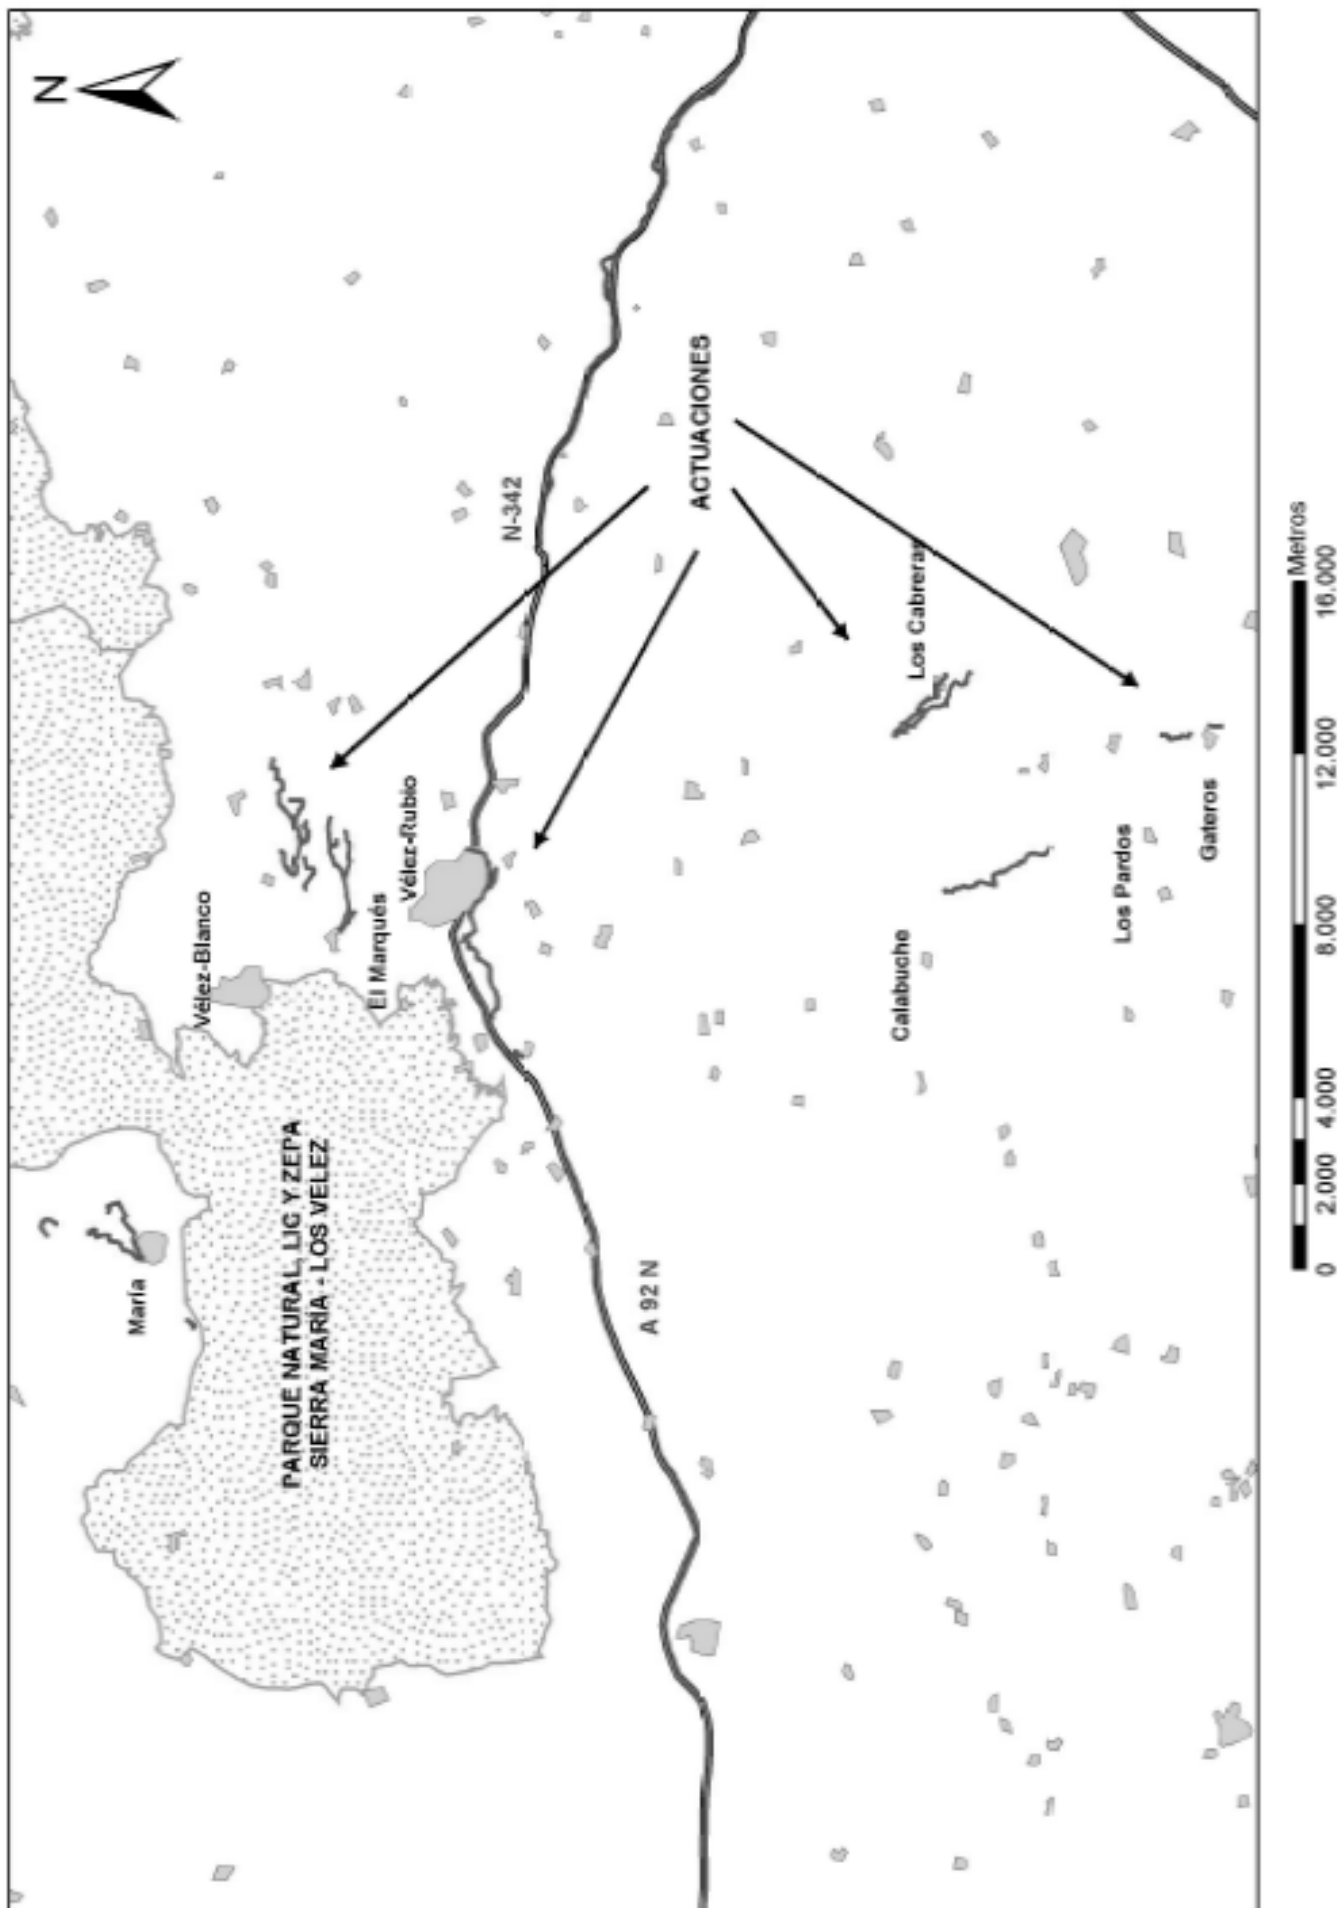 N
María
Vélez-Blanco
PARQUE NATURAL, LIC Y ZEPA
SIERRA MARÍA - LOS VELEZ
El Marqués
Vélez-Rubio
N-342
A 92 N
ACTUACIONES
Los Cabreras
Calabuche
Los Pardos
Gateros
0 2.000 4.000 8.000 12.000 16.000
Metros